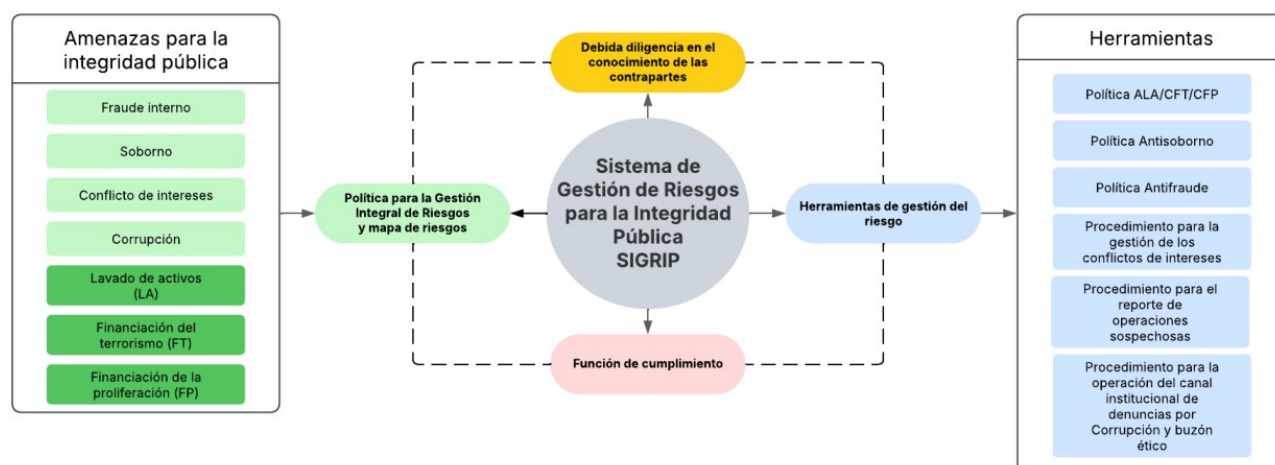 Amenazas para la
integridad pública
Fraude interno
Soborno
Conflicto de intereses
Corrupción
Lavado de activos
(LA)
Financiación del
terrorismo (FT)
Financiación de la
proliferación (FP)
Política para la Gestión
Integral de Riesgos
y mapa de riesgos
Debida diligencia en el
conocimiento de las
contrapartes
Sistema de
Gestión de Riesgos
para la Integridad
Pública
SIGRIP
Función de cumplimiento
Herramientas de gestión del
riesgo
Herramientas
Política ALA/CFT/CFP
Política Antisoborno
Política Antifraude
Procedimiento para la
gestión de los
conflictos de intereses
Procedimiento para el
reporte de
operaciones
sospechosas
Procedimiento para la
operación del canal
institucional de
denuncias por
Corrupción y buzón
ético